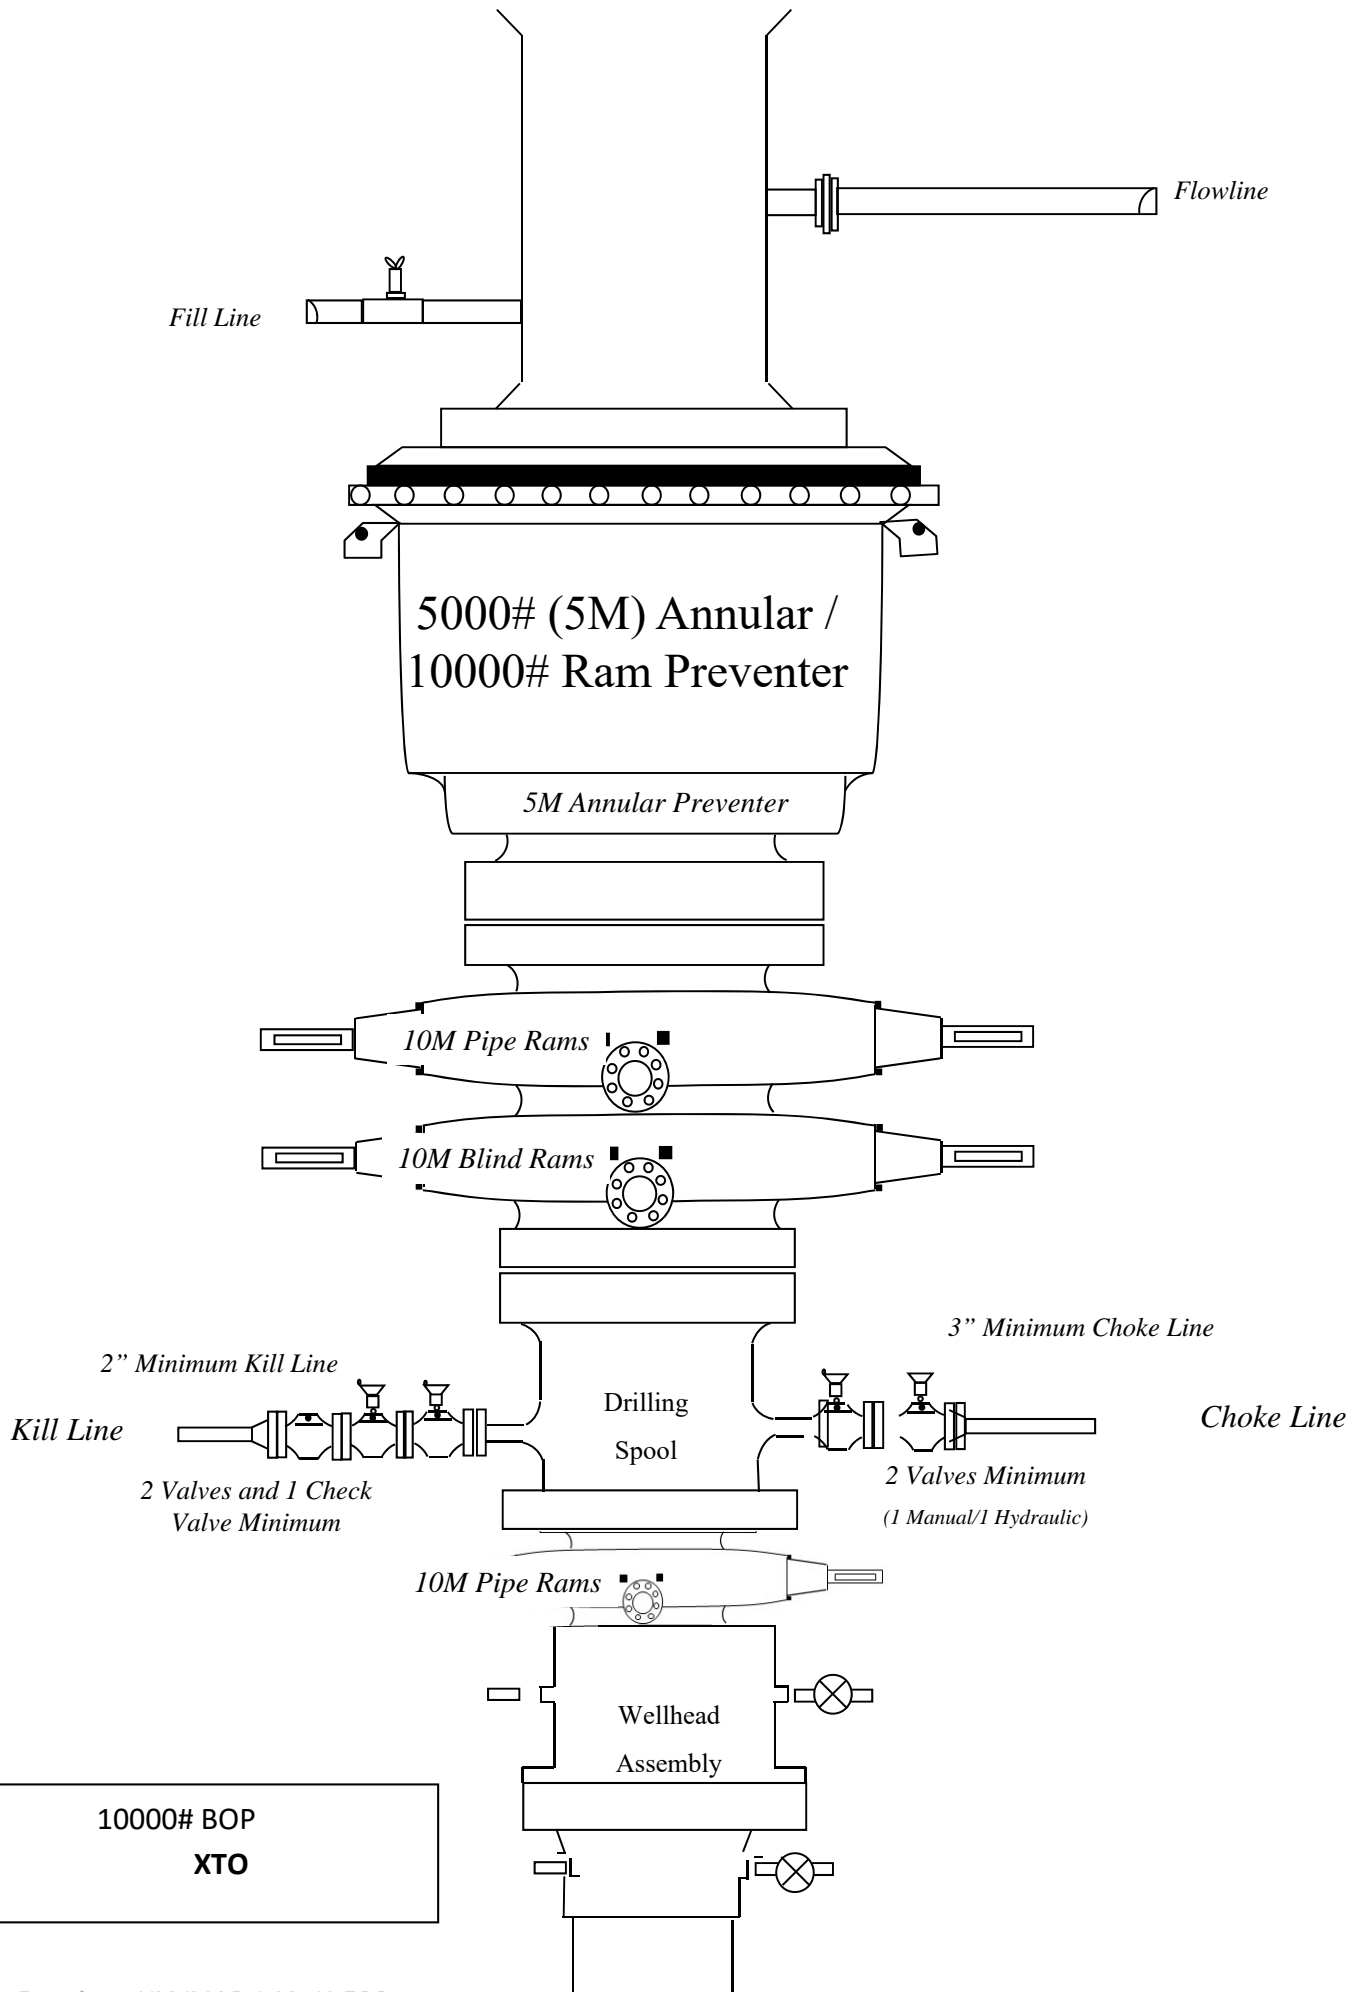 Flowline
Fill Line
5000# (5M) Annular /
10000# Ram Preventer
5M Annular Preventer
10M Pipe Rams
10M Blind Rams
3” Minimum Choke Line
2” Minimum Kill Line
Drilling
Spool
Kill Line
Choke Line
2 Valves and 1 Check
Valve Minimum
2 Valves Minimum
(1 Manual/1 Hydraulic)
10M Pipe Rams
Wellhead
Assembly
10000# BOP
XTO